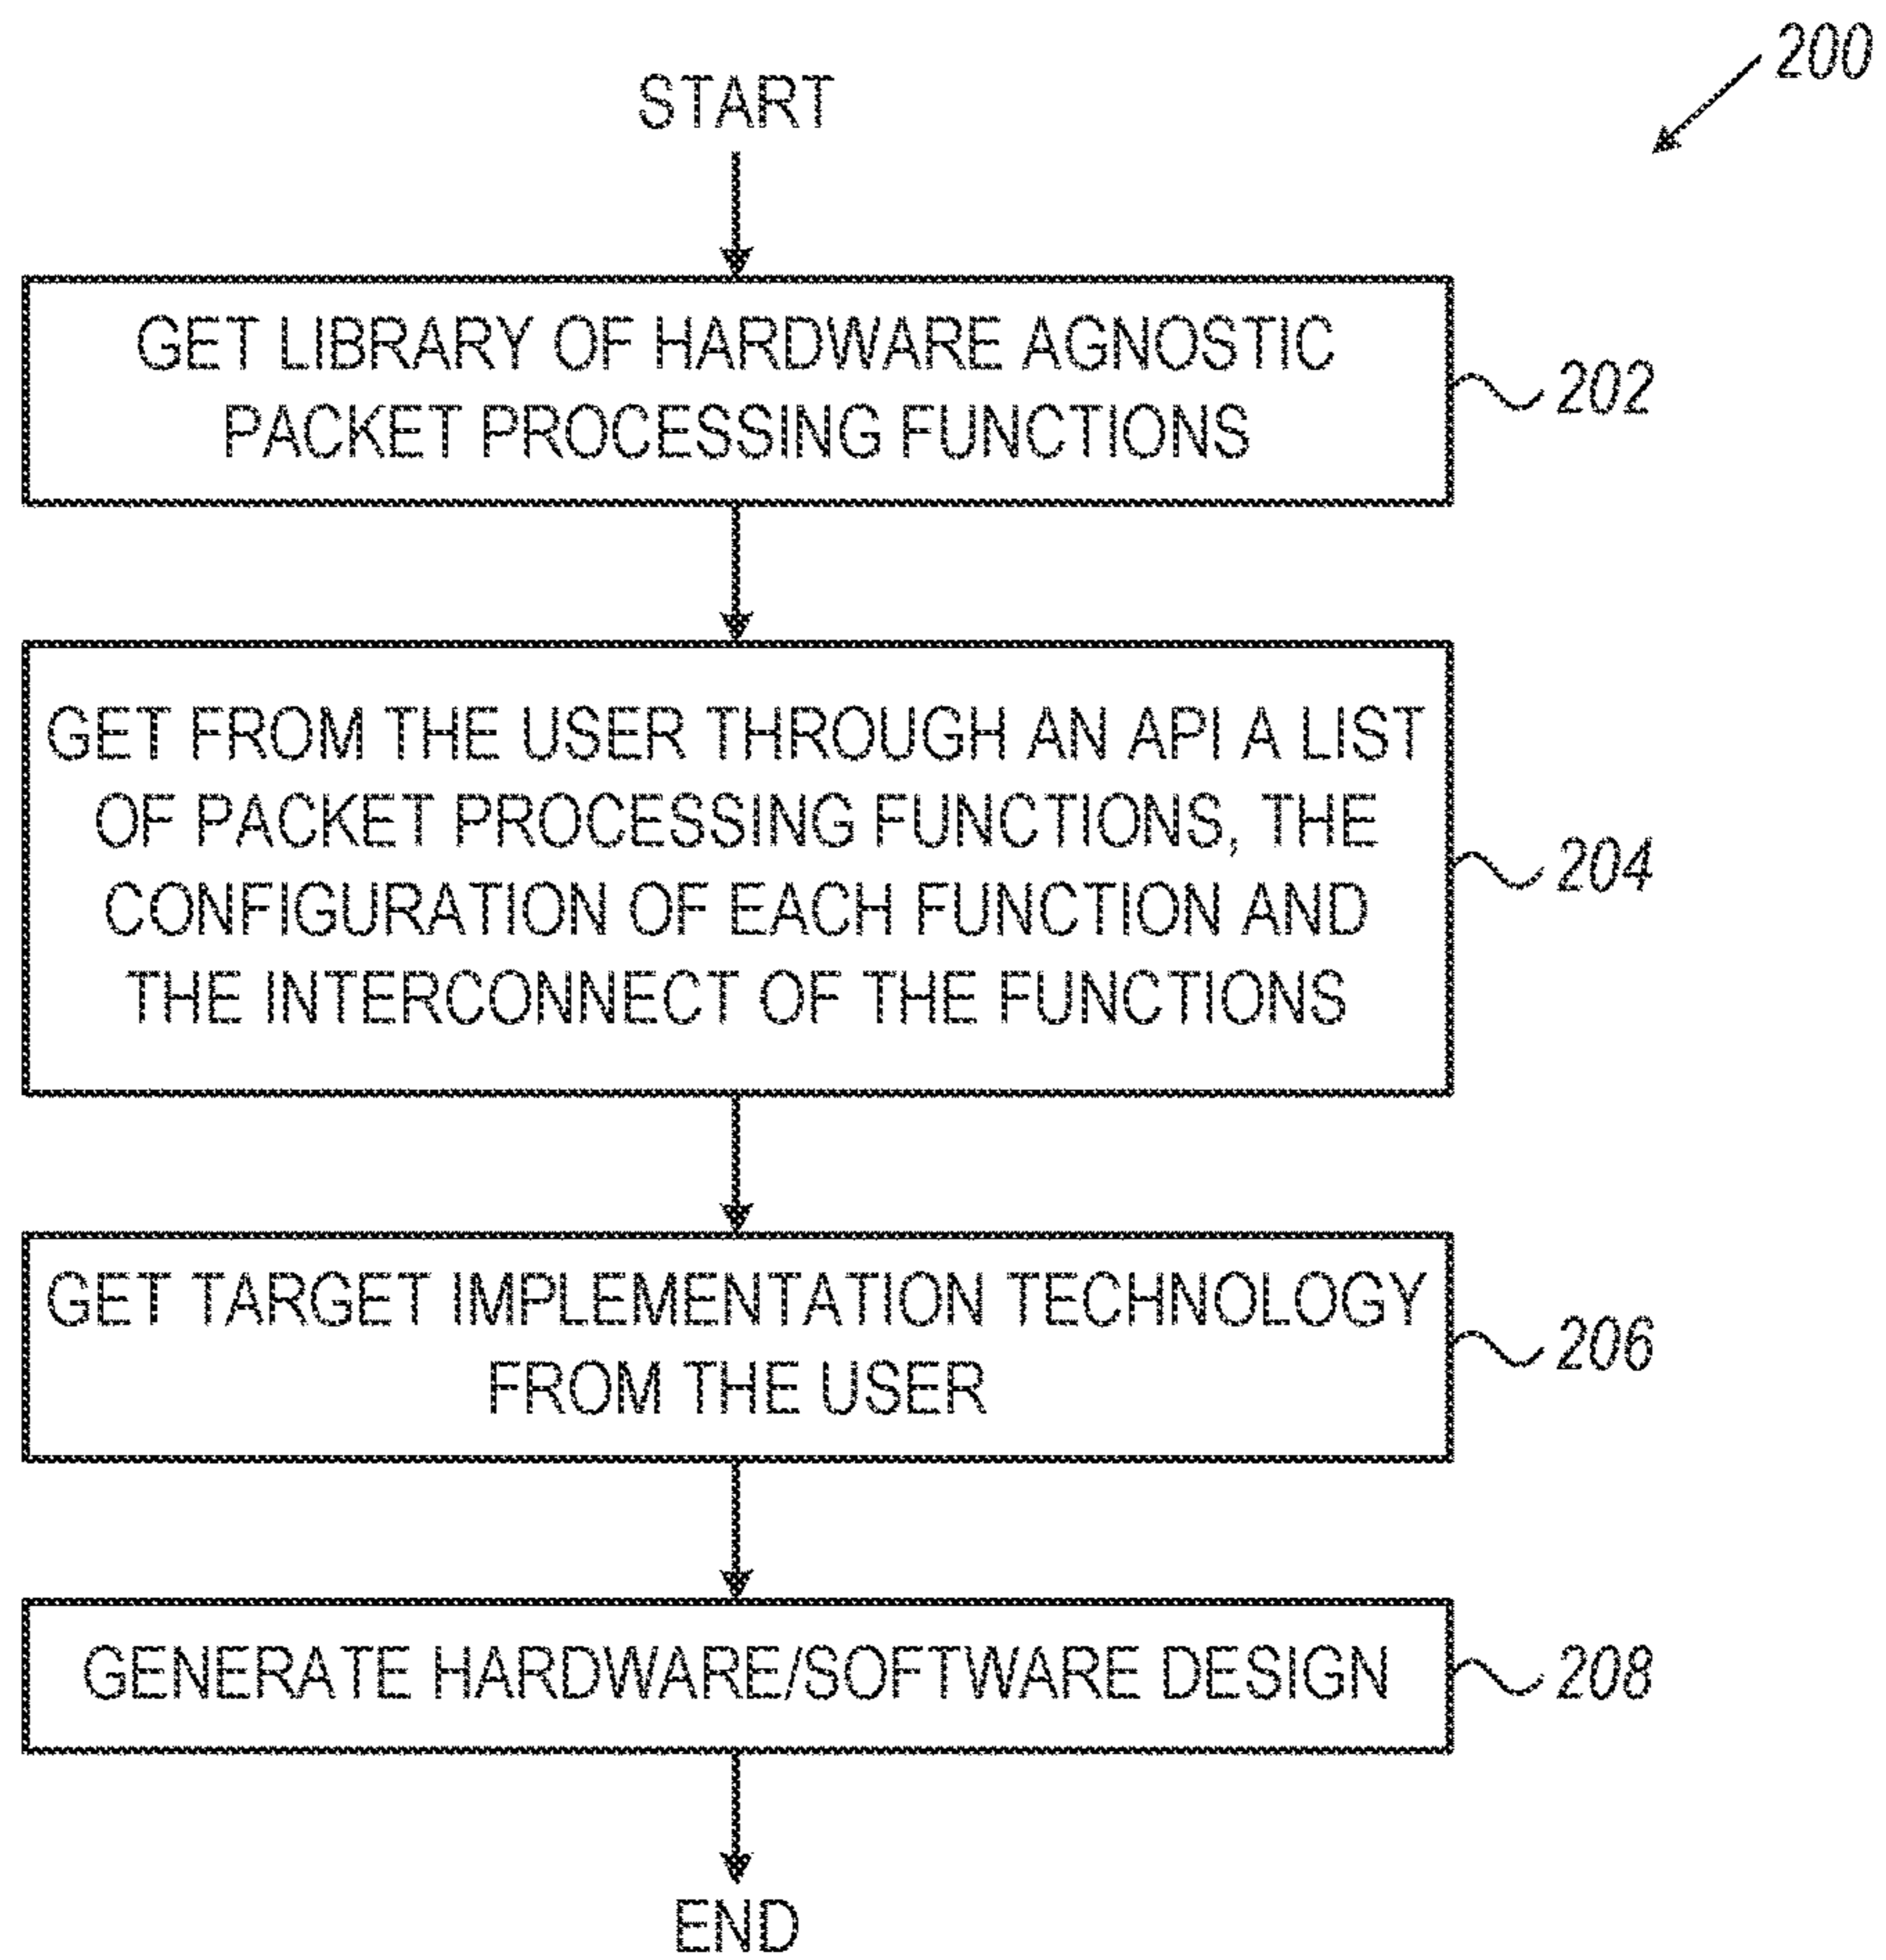 200
START
GET LIBRARY OF HARDWARE AGNOSTIC
PACKET PROCESSING FUNCTIONS
202
GET FROM THE USER THROUGH AN API A LIST
OF PACKET PROCESSING FUNCTIONS, THE
CONFIGURATION OF EACH FUNCTION AND
THE INTERCONNECT OF THE FUNCTIONS
204
GET TARGET IMPLEMENTATION TECHNOLOGY
FROM THE USER
206
GENERATE HARDWARE/SOFTWARE DESIGN
208
END